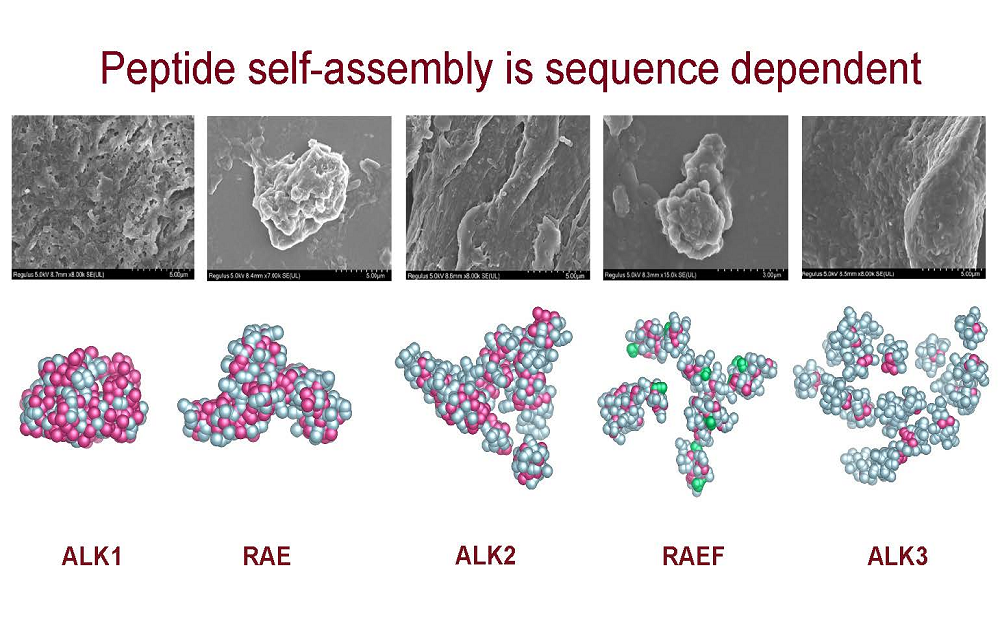 Peptide self-assembly is sequence dependent
Regulus 5.0kV 8.7mm x8.00k SE(UL) 5.00μm
Regulus 5.0kV 8.4mm x7.00k SE(UL) 5.00μm
Regulus 5.0kV 8.6mm x8.00k SE(UL) 5.00μm
Regulus 5.0kV 8.3mm x15.0k SE(UL) 3.00μm
Regulus 5.0kV 8.5mm x8.00k SE(UL) 5.00μm
ALK1 RAE ALK2 RAEF ALK3